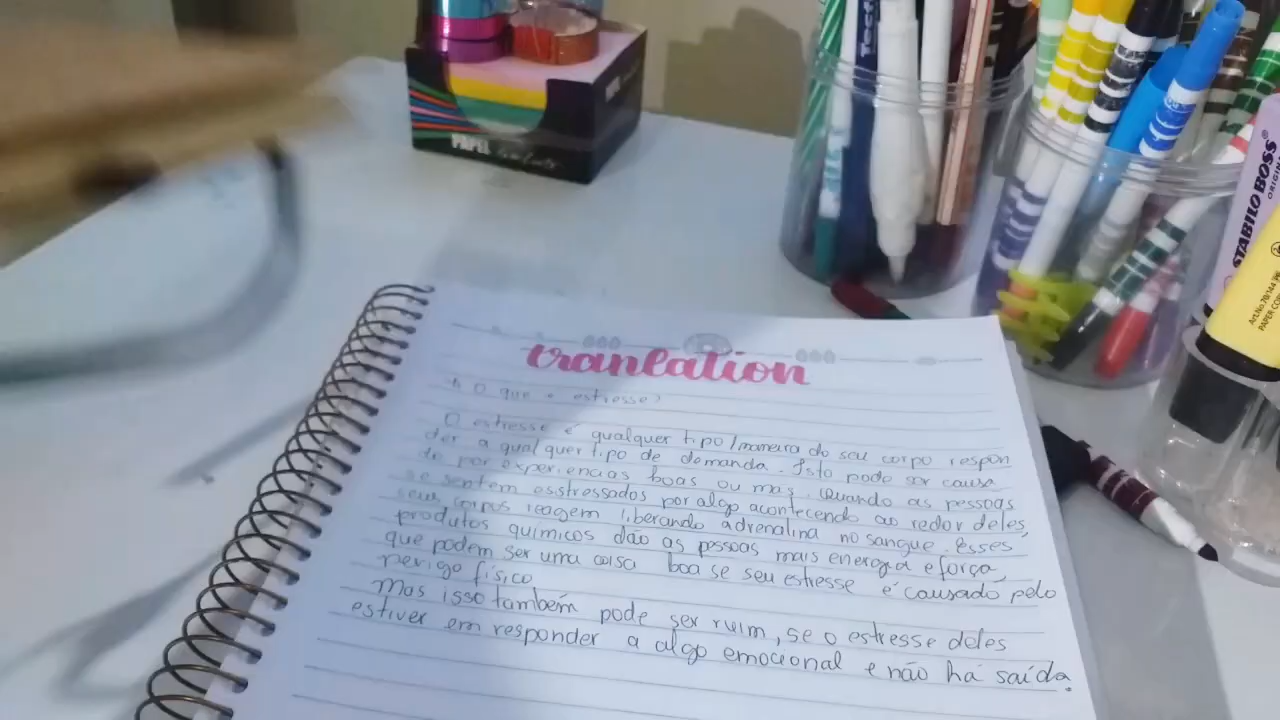 tranlation
1. O que é estresse?
O estresse é qualquer tipo/maneira do seu corpo respon
der a qualquer tipo de demanda. Isto pode ser causa
do por experiencias boas ou mas. Quando as pessoas
se sentem esstressados por algo acontecendo ao redor deles,
seus corpos reagem liberando adrenalina no sangue. Esses
produtos químicos dão as pessoas mais energia e força,
que podem ser uma coisa boa se seu estresse é causado pelo
perigo físico.
Mas isso também pode ser ruim, se o estresse deles
estiver em responder a algo emocional e não há saída.
PAPEL
STABILO BOSS
ORIGINAL